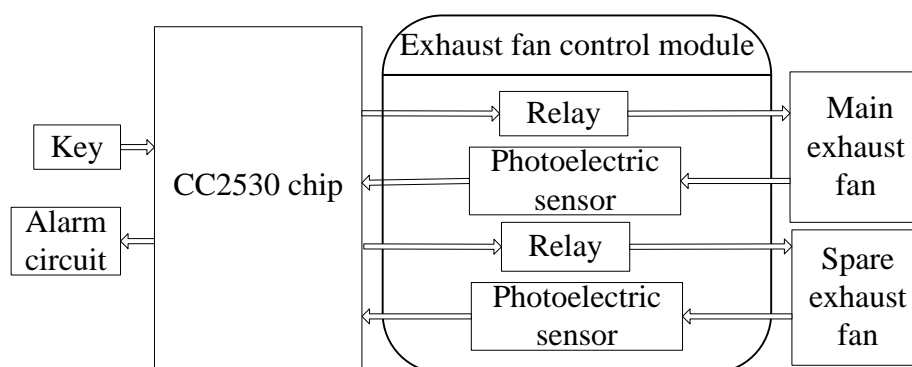 Exhaust fan control module
Key
Alarm
circuit
CC2530 chip
Relay
Photoelectric
sensor
Relay
Photoelectric
sensor
Main
exhaust
fan
Spare
exhaust
fan